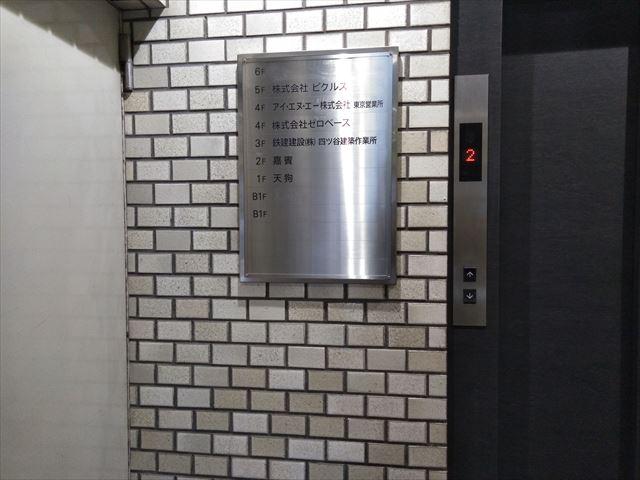 6F
5F 株式会社 ピクルス
4F アイ・エヌ・エー株式会社 東京営業所
4F 株式会社ゼロベース
3F 鉄建建設(株) 四ツ谷建築作業所
2F 嘉賓
1F 天狗
B1F
B1F
2